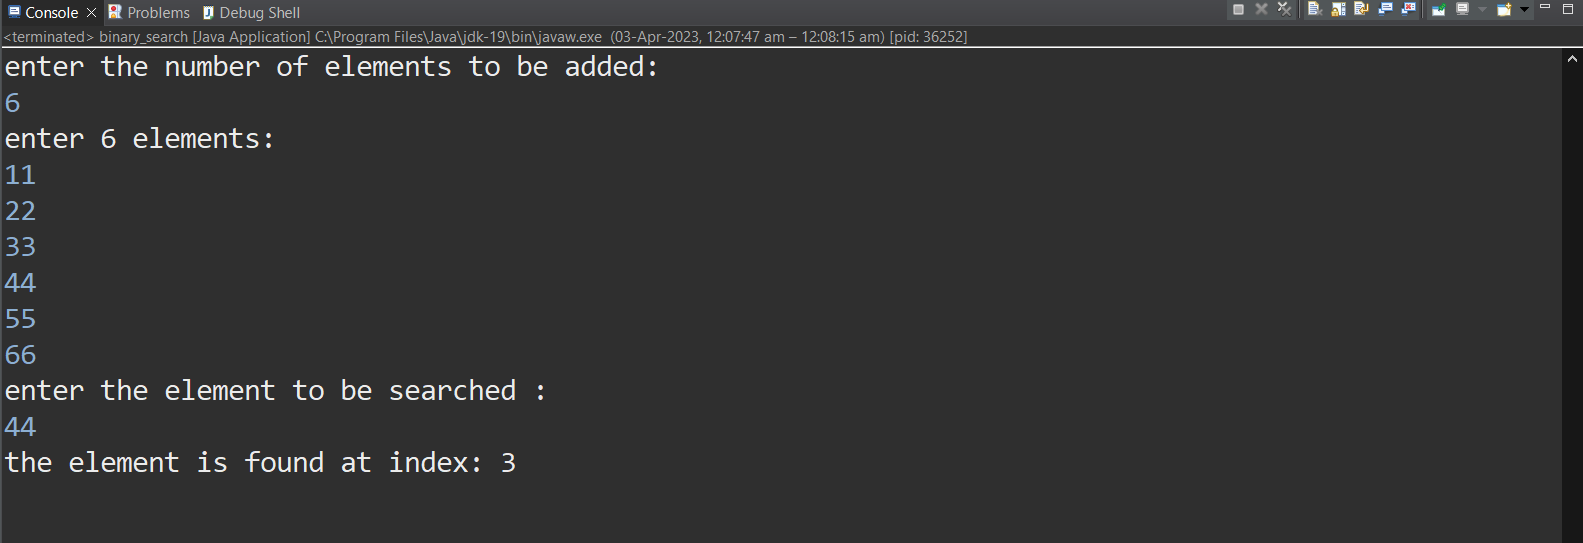 Console Problems Debug Shell
<terminated> binary_search [Java Application] C:\Program Files\Java\jdk-19\bin\javaw.exe (03-Apr-2023, 12:07:47 am – 12:08:15 am) [pid: 36252]
enter the number of elements to be added:
6
enter 6 elements:
11
22
33
44
55
66
enter the element to be searched :
44
the element is found at index: 3